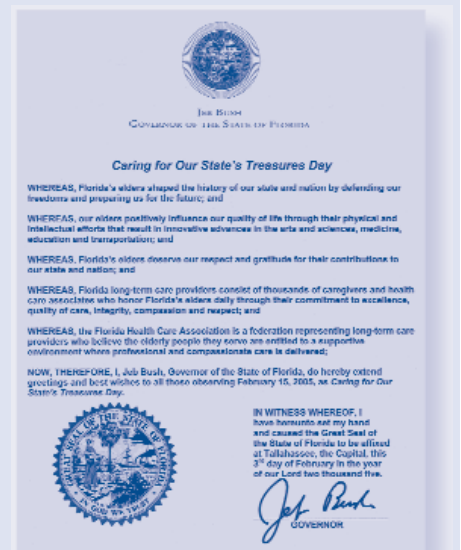 JEB BUSH
GOVERNOR OF THE STATE OF FLORIDA
Caring for Our State's Treasures Day
WHEREAS, Florida's elders shaped the history of our state and nation by defending our
freedoms and preparing us for the future; and
WHEREAS, our elders positively influence our quality of life through their physical and
intellectual efforts that result in innovative advances in the arts and sciences, medicine,
education and transportation; and
WHEREAS, Florida's elders deserve our respect and gratitude for their contributions to
our state and nation; and
WHEREAS, Florida long-term care providers consist of thousands of caregivers and health
care associates who honor Florida's elders daily through their commitment to excellence,
quality of care, integrity, compassion and respect; and
WHEREAS, the Florida Health Care Association is a federation representing long-term care
providers who believe the elderly people they serve are entitled to a supportive
environment where professional and compassionate care is delivered;
NOW, THEREFORE, I, Jeb Bush, Governor of the State of Florida, do hereby extend
greetings and best wishes to all those observing February 15, 2005, as Caring for Our
State's Treasures Day.
GREAT SEAL OF THE STATE OF FLORIDA
IN GOD WE TRUST
IN WITNESS WHEREOF, I
have hereunto set my hand
and caused the Great Seal of
the State of Florida to be affixed
at Tallahassee, the Capital, this
3rd day of February in the year
of our Lord two thousand five.
Jeb Bush
GOVERNOR